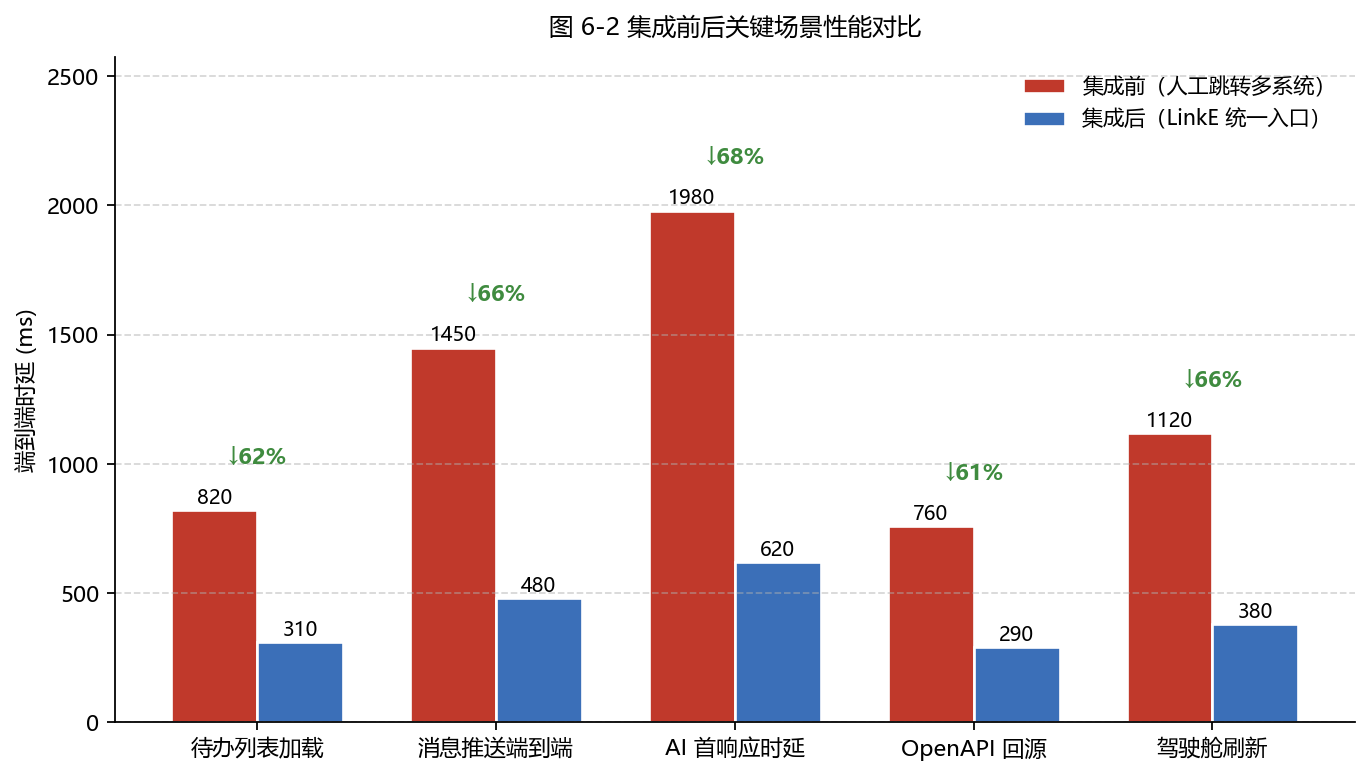 图 6-2 集成前后关键场景性能对比
集成前（人工跳转多系统）
集成后（LinkE 统一入口）
端到端时延 (ms)
2500
2000
1500
1000
500
0
↓62%
820
310
↓66%
1450
480
↓68%
1980
620
↓61%
760
290
↓66%
1120
380
待办列表加载
消息推送端到端
AI 首响应时延
OpenAPI 回源
驾驶舱刷新